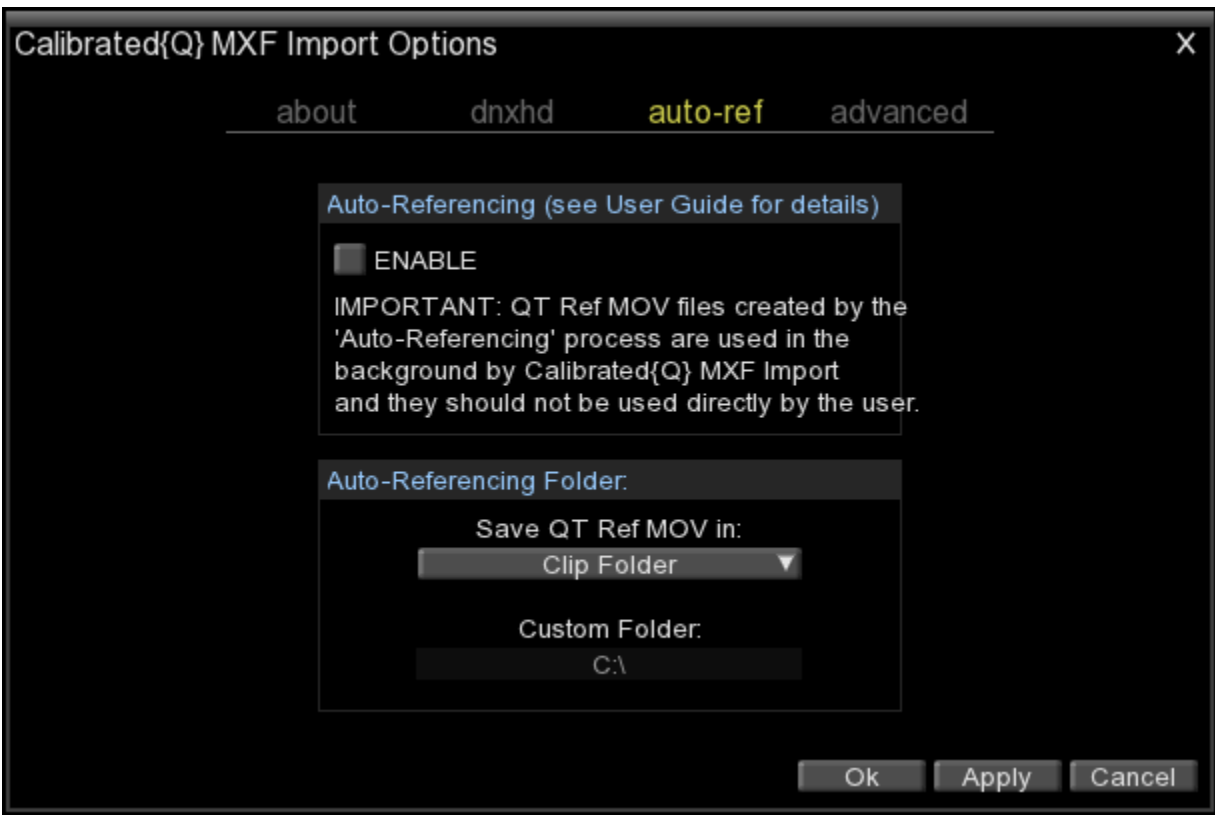 Calibrated{Q} MXF Import Options X
about dnxhd auto-ref advanced
Auto-Referencing (see User Guide for details)
ENABLE
IMPORTANT: QT Ref MOV files created by the
'Auto-Referencing' process are used in the
background by Calibrated{Q} MXF Import
and they should not be used directly by the user.
Auto-Referencing Folder:
Save QT Ref MOV in:
Clip Folder
Custom Folder:
C:\
Ok Apply Cancel